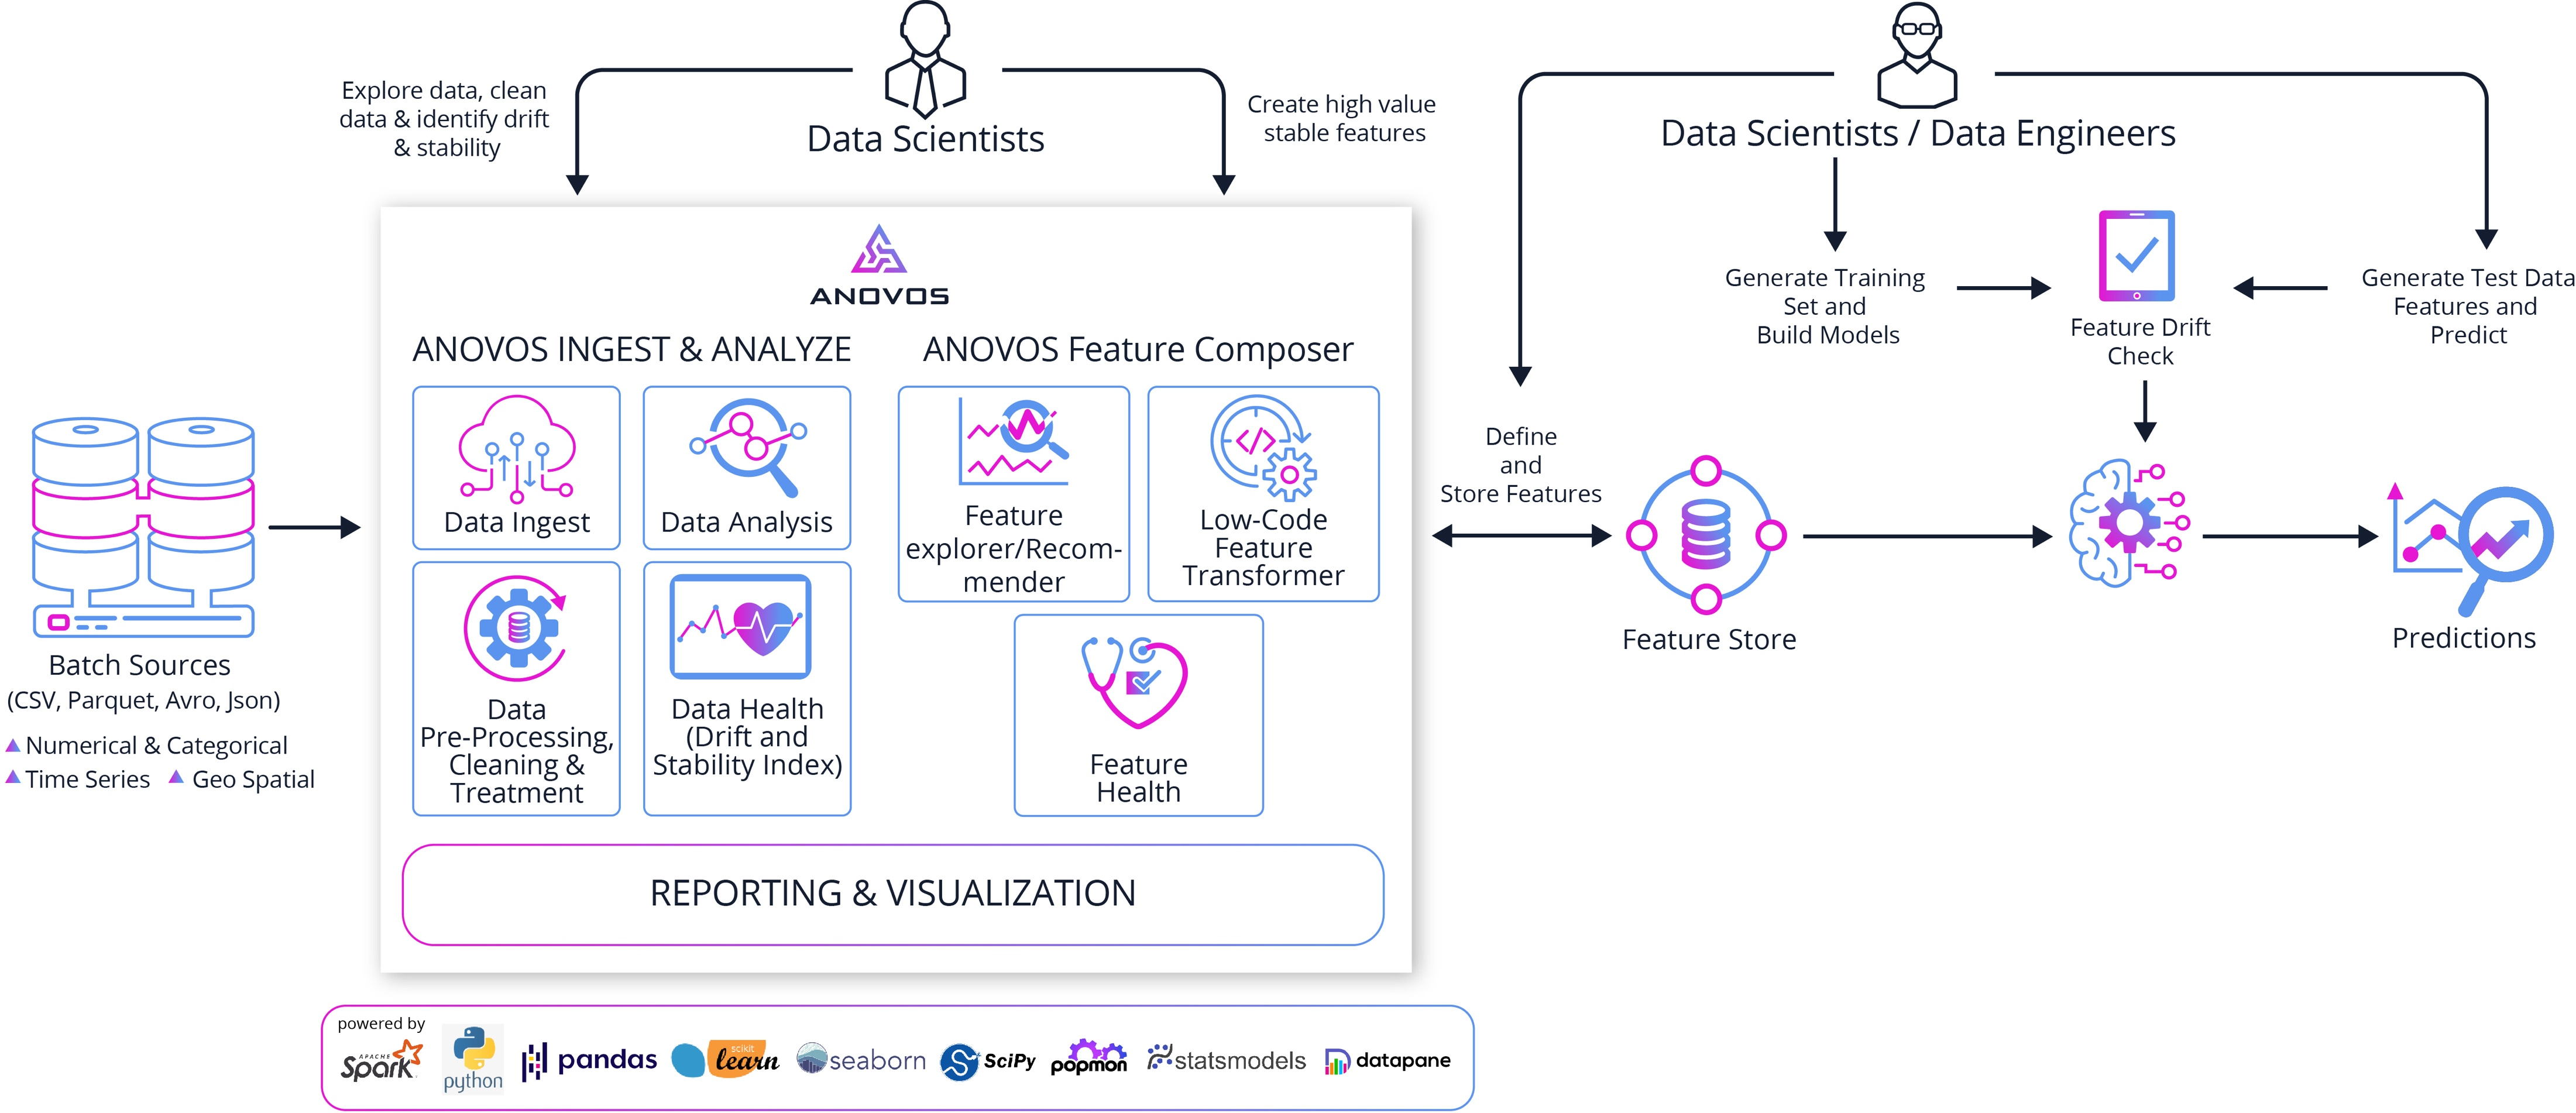 Explore data, clean
data & identify drift
& stability
Data Scientists
Create high value
stable features
Data Scientists / Data Engineers
ANOVOS
ANOVOS INGEST & ANALYZE
Data Ingest
Data Analysis
Data
Pre-Processing,
Cleaning &
Treatment
Data Health
(Drift and
Stability Index)
ANOVOS Feature Composer
Feature
explorer/Recom-
mender
Low-Code
Feature
Transformer
Feature
Health
REPORTING & VISUALIZATION
Batch Sources
(CSV, Parquet, Avro, Json)
Numerical & Categorical
Time Series
Geo Spatial
Define
and
Store Features
Feature Store
Generate Training
Set and
Build Models
Feature Drift
Check
Generate Test Data
Features and
Predict
Predictions
powered by
APACHE
Spark
python
pandas
scikit
learn
seaborn
SciPy
popmon
statsmodels
datapane